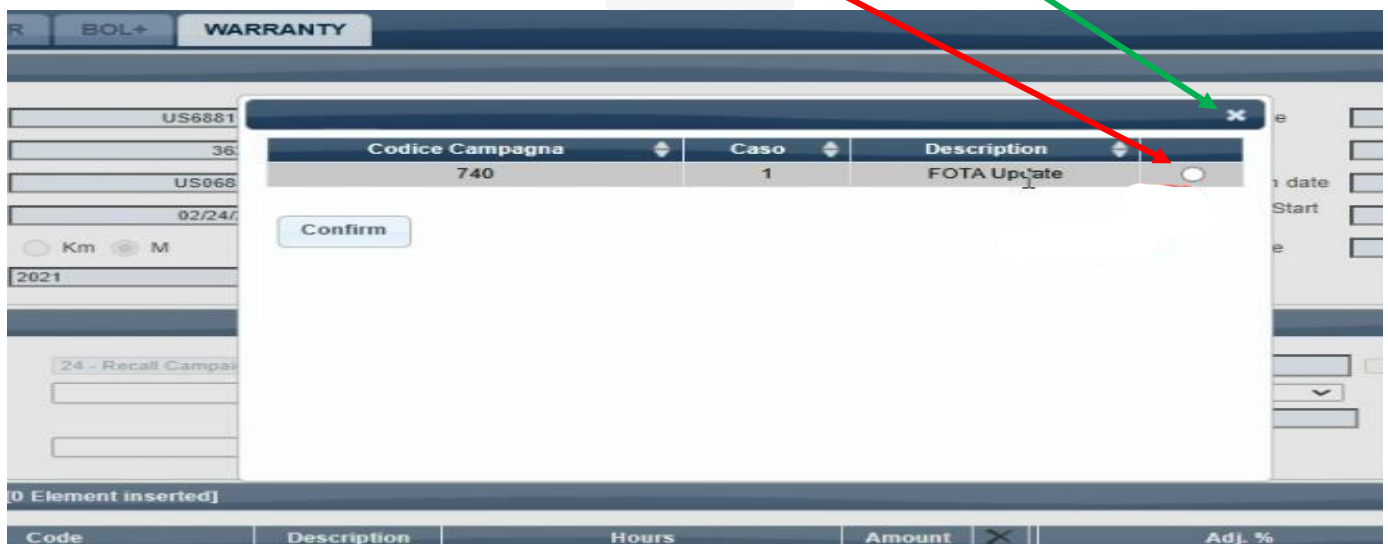 R BOL+ WARRANTY
US6881
36
US068
02/24/
Km M
2021
Codice Campagna Caso Description
740 1 FOTA Update
Confirm
e
date
Start
e
24 - Recall Campai
[0 Element inserted]
Code Description Hours Amount Adj. %